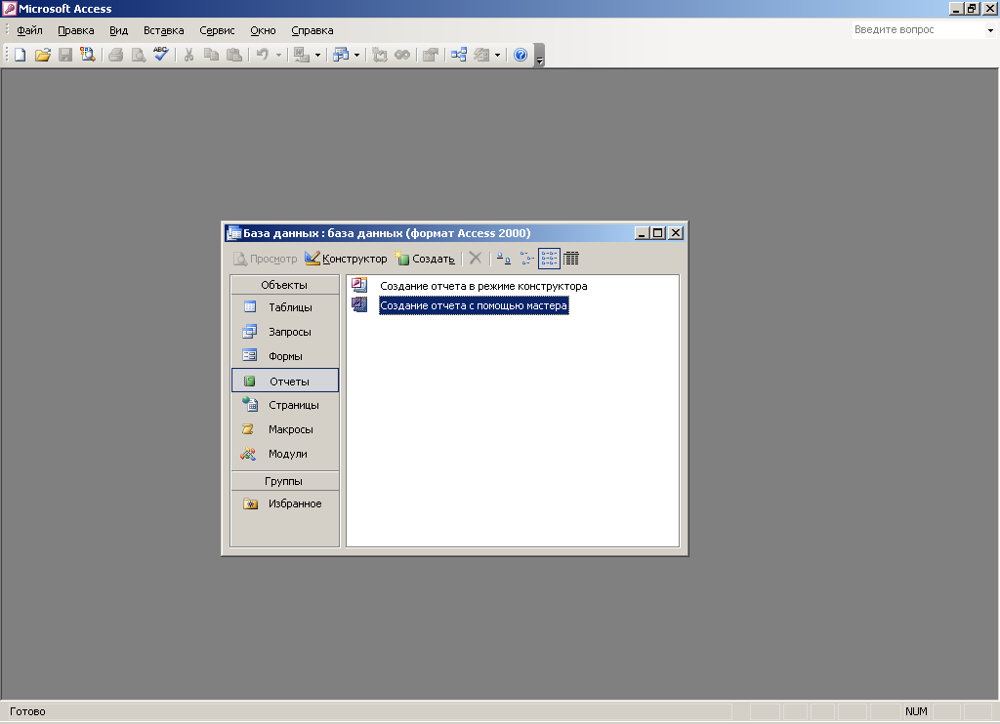 Microsoft Access
Файл Правка Вид Вставка Сервис Окно Справка Введите вопрос
ABC
База данных : база данных (формат Access 2000)
Просмотр Конструктор Создать
Объекты
Таблицы
Запросы
Формы
Отчеты
Страницы
Макросы
Модули
Группы
Избранное
Создание отчета в режиме конструктора
Создание отчета с помощью мастера
Готово NUM